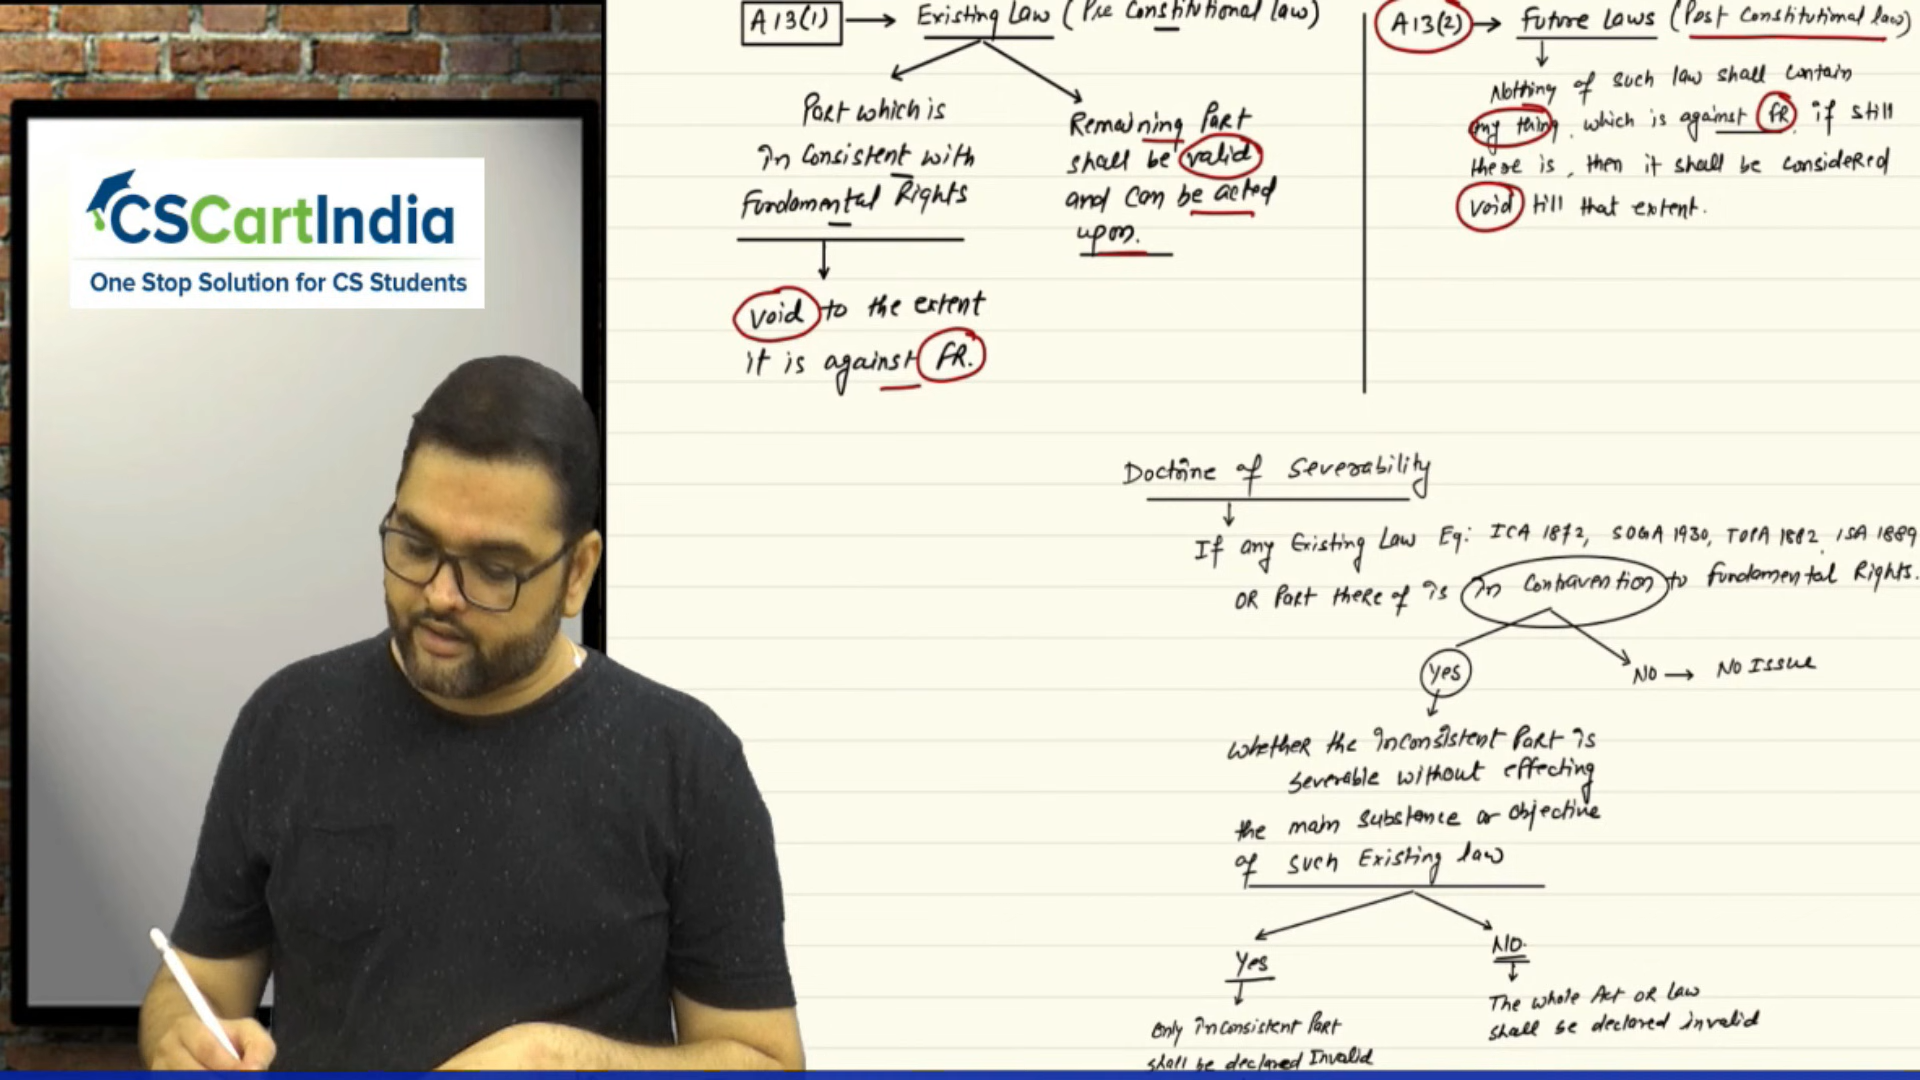 CSCartIndia
One Stop Solution for CS Students
A 13(1) → Existing Law (Pre Constitutional law)
Part which is
inconsistent with
Fundamental Rights
void to the extent
it is against FR.
Remaining Part
shall be valid
and can be acted
upon.
A13(2) → Future Laws (Post Constitutional law)
Nothing of such law shall contain
any thing, which is against FR, if still
there is, then it shall be considered
void till that extent.
Doctrine of Severability
If any Existing Law Eg: ICA 1872, SOGA 1930, TOPA 1882, ISA 1889
OR Part there of is in contravention to fundamental Rights.
Yes
NO → NO Issue
Whether the inconsistent Part is
severable without effecting
the main substance or objective
of such Existing law
Yes
NO.
Only inconsistent Part
shall be declared Invalid
The whole Act OR Law
shall be declared invalid